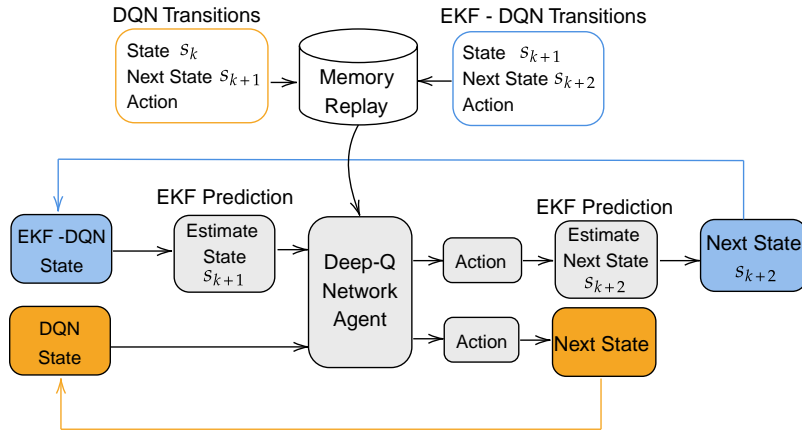 DQN Transitions
State s_k
Next State s_{k+1}
Action
Memory
Replay
EKF - DQN Transitions
State s_{k+1}
Next State s_{k+2}
Action
EKF Prediction
EKF -DQN
State
Estimate
State
s_{k+1}
Deep-Q
Network
Agent
Action
EKF Prediction
Estimate
Next State
s_{k+2}
Next State
s_{k+2}
DQN
State
Action
Next State